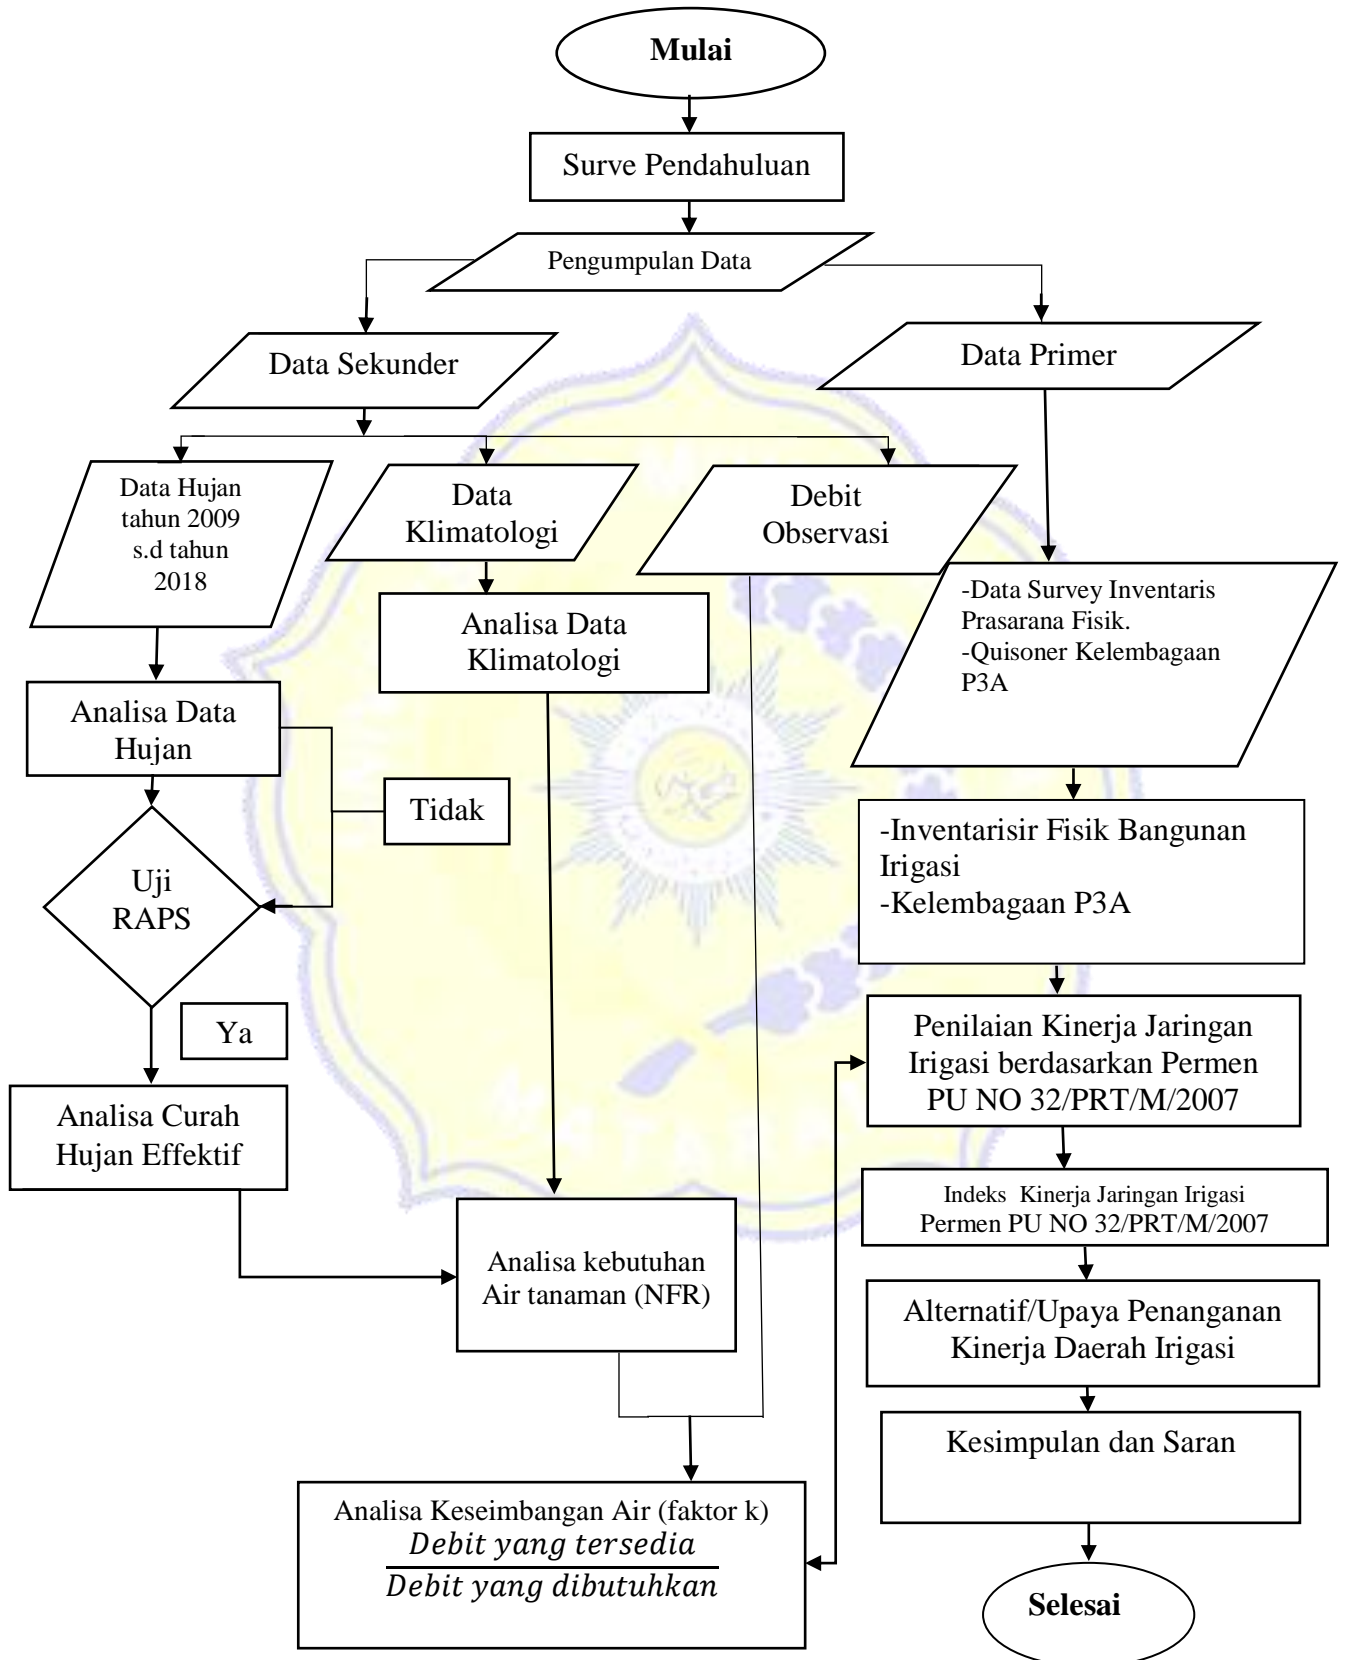 Mulai
Surve Pendahuluan
Pengumpulan Data
Data Sekunder
Data Primer
Data Hujan
tahun 2009
s.d tahun
2018
Data
Klimatologi
Debit
Observasi
-Data Survey Inventaris
Prasarana Fisik.
-Quisoner Kelembagaan
P3A
Analisa Data
Klimatologi
Analisa Data
Hujan
Tidak
-Inventarisir Fisik Bangunan
Irigasi
-Kelembagaan P3A
Uji
RAPS
Ya
Penilaian Kinerja Jaringan
Irigasi berdasarkan Permen
PU NO 32/PRT/M/2007
Analisa Curah
Hujan Effektif
Indeks  Kinerja Jaringan Irigasi
Permen PU NO 32/PRT/M/2007
Analisa kebutuhan
Air tanaman (NFR)
Alternatif/Upaya Penanganan
Kinerja Daerah Irigasi
Kesimpulan dan Saran
Analisa Keseimbangan Air (faktor k)
Debit yang tersedia
Debit yang dibutuhkan
Selesai